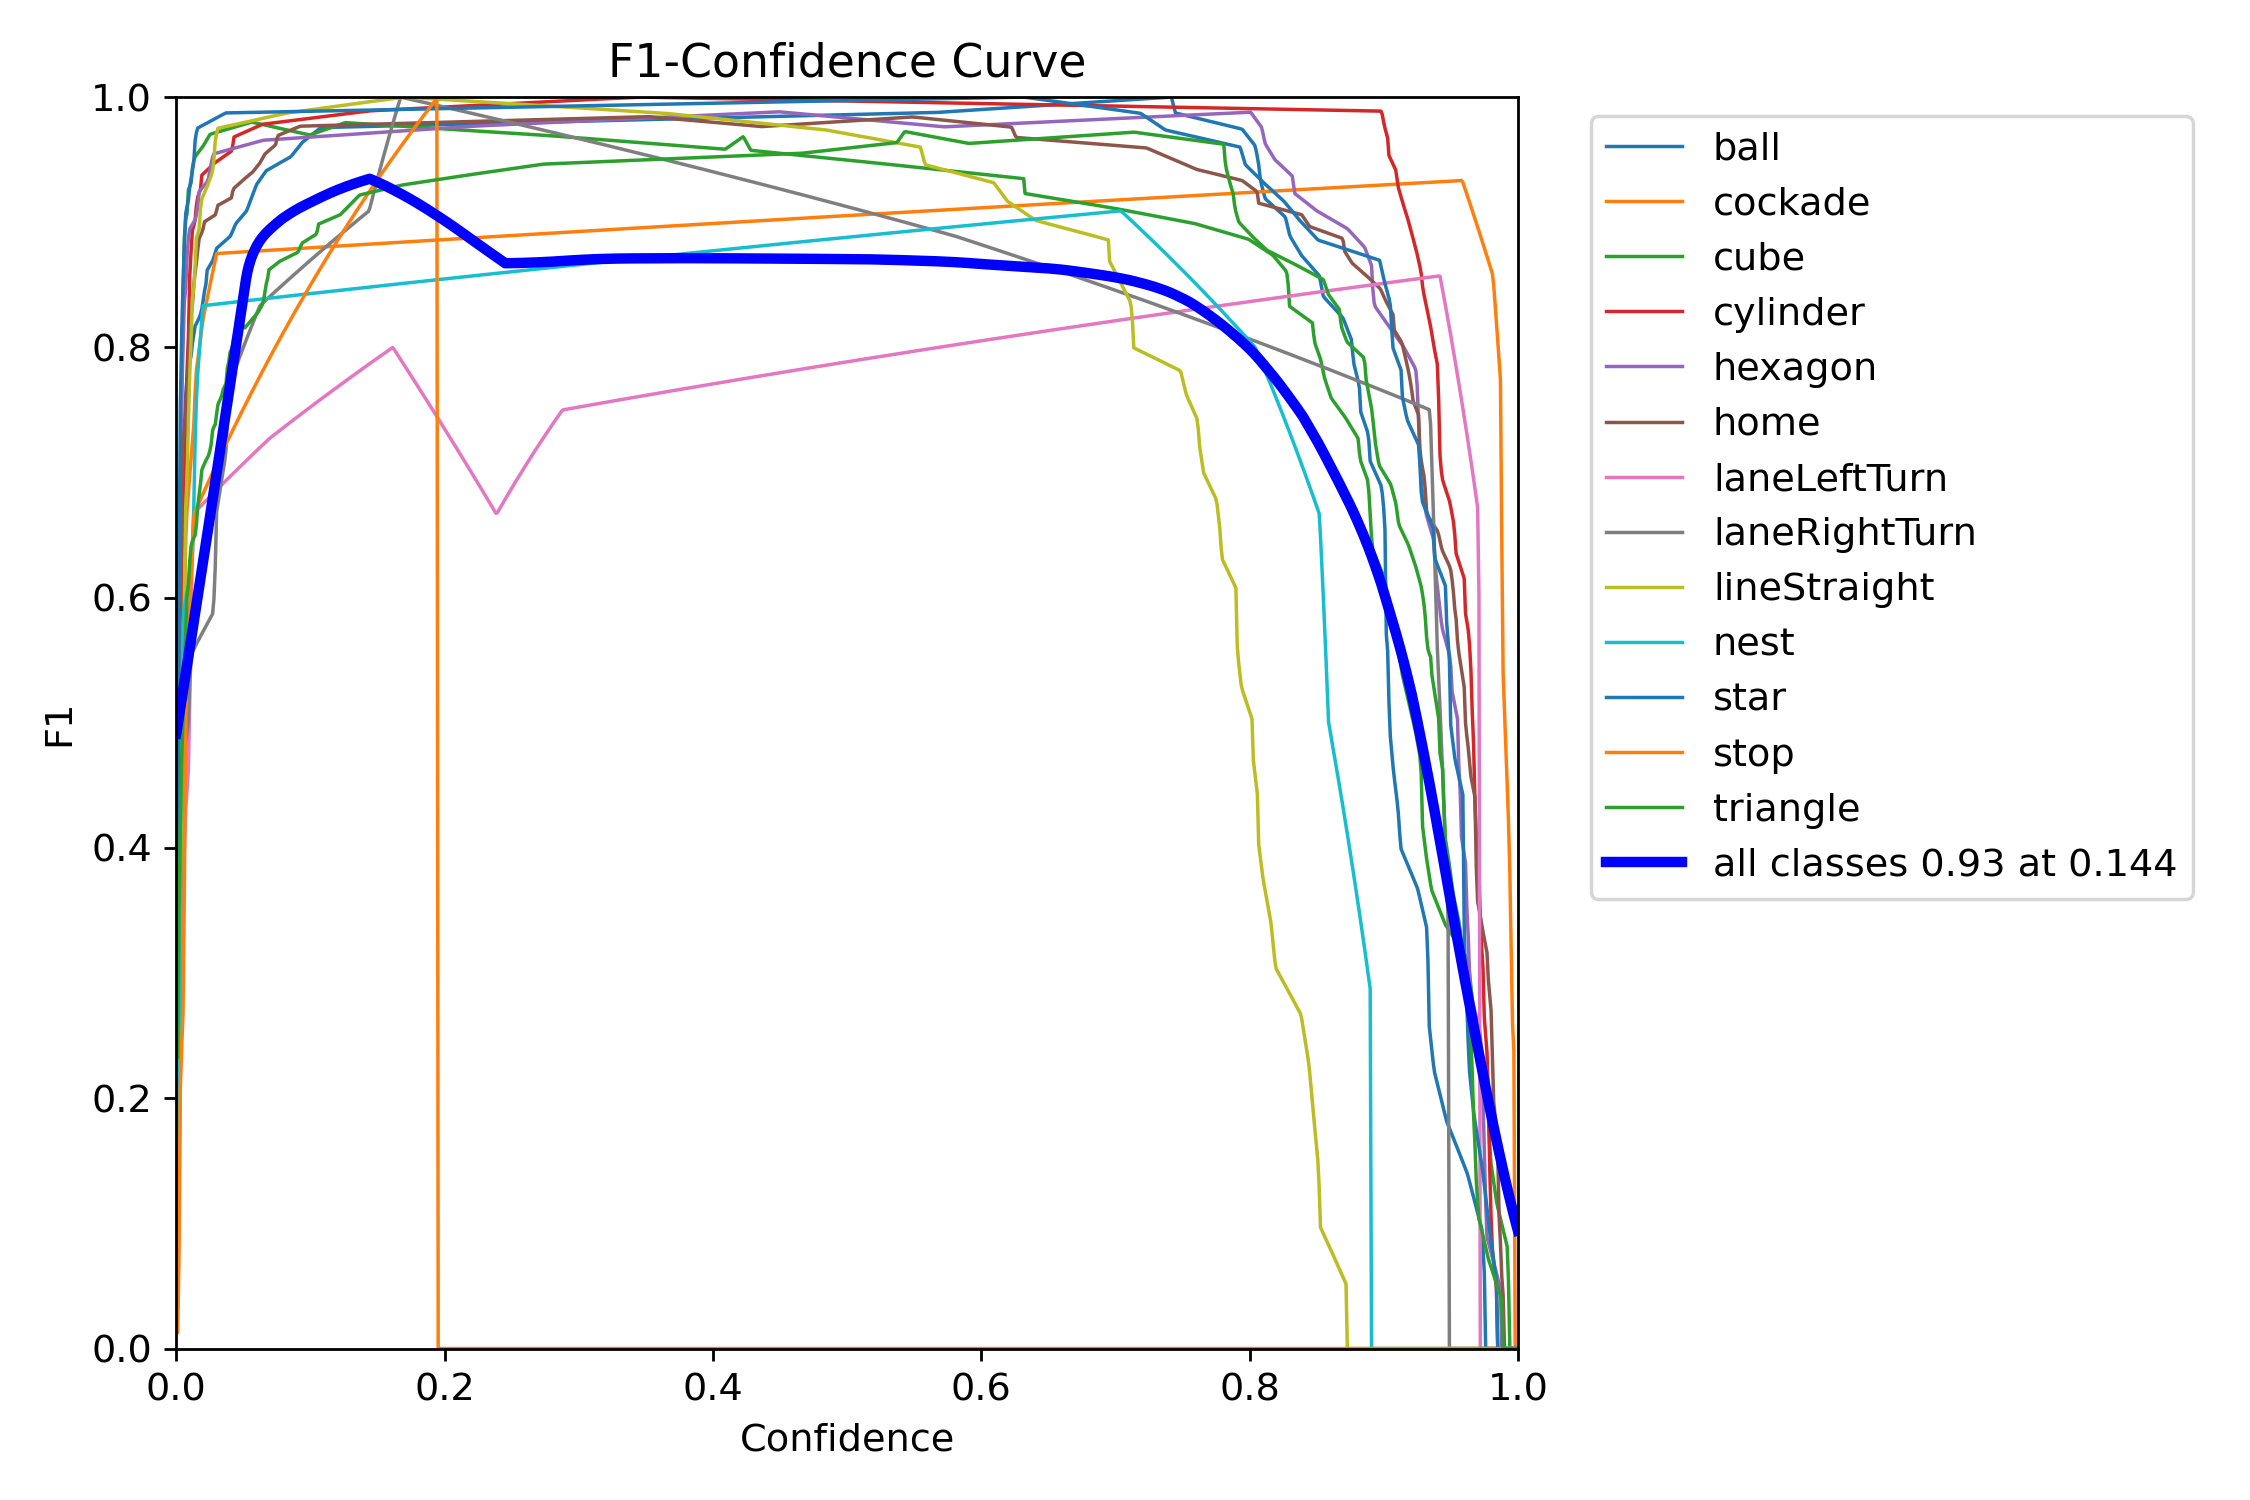 F1-Confidence Curve
1.0
0.8
0.6
0.4
0.2
0.0
F1
0.0 0.2 0.4 0.6 0.8 1.0
Confidence
ball
cockade
cube
cylinder
hexagon
home
laneLeftTurn
laneRightTurn
lineStraight
nest
star
stop
triangle
all classes 0.93 at 0.144